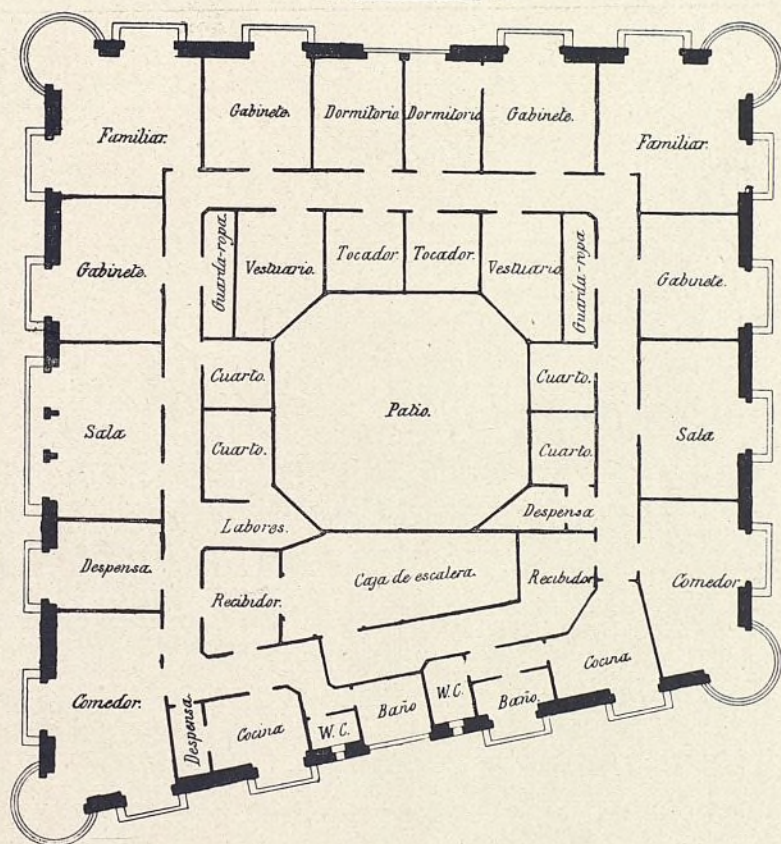 Familiar.
Gabinete.
Dormitorio
Dormitorio
Gabinete.
Familiar.
Gabinete.
Guarda-ropa
Vestuario.
Tocador.
Tocador.
Vestuario
Guarda-ropa
Gabinete.
Cuarto.
Cuarto.
Sala
Patio.
Sala
Cuarto.
Cuarto.
Labores.
Despensa
Despensa.
Recibidor.
Caja de escalera.
Recibidor
Comedor
Comedor.
Despensa.
Cocina
W.C.
Baño
W.C.
Baño.
Cocina.